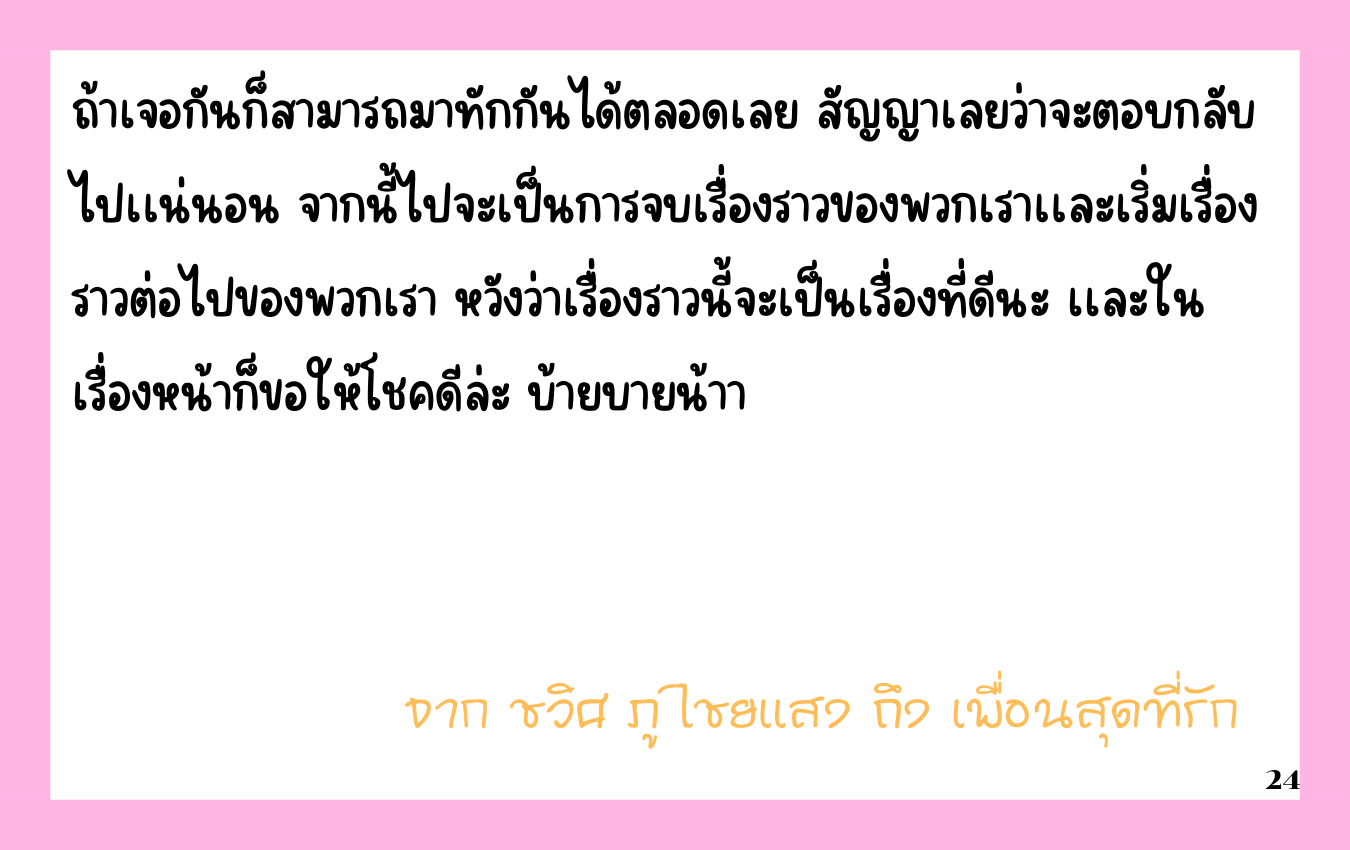 ถ้าเจอกันก็สามารถมาทักกันได้ตลอดเลย สัญญาเลยว่าจะตอบกลับ
ไปแน่นอน จากนี้ไปจะเป็นการจบเรื่องราวของพวกเราและเริ่มเรื่อง
ราวต่อไปของพวกเรา หวังว่าเรื่องราวนี้จะเป็นเรื่องที่ดีนะ และใน
เรื่องหน้าก็ขอให้โชคดีล่ะ บ้ายบายน้าา
จาก ชวิศ ภูไชยแสง ถึง เพื่อนสุดที่รัก
24